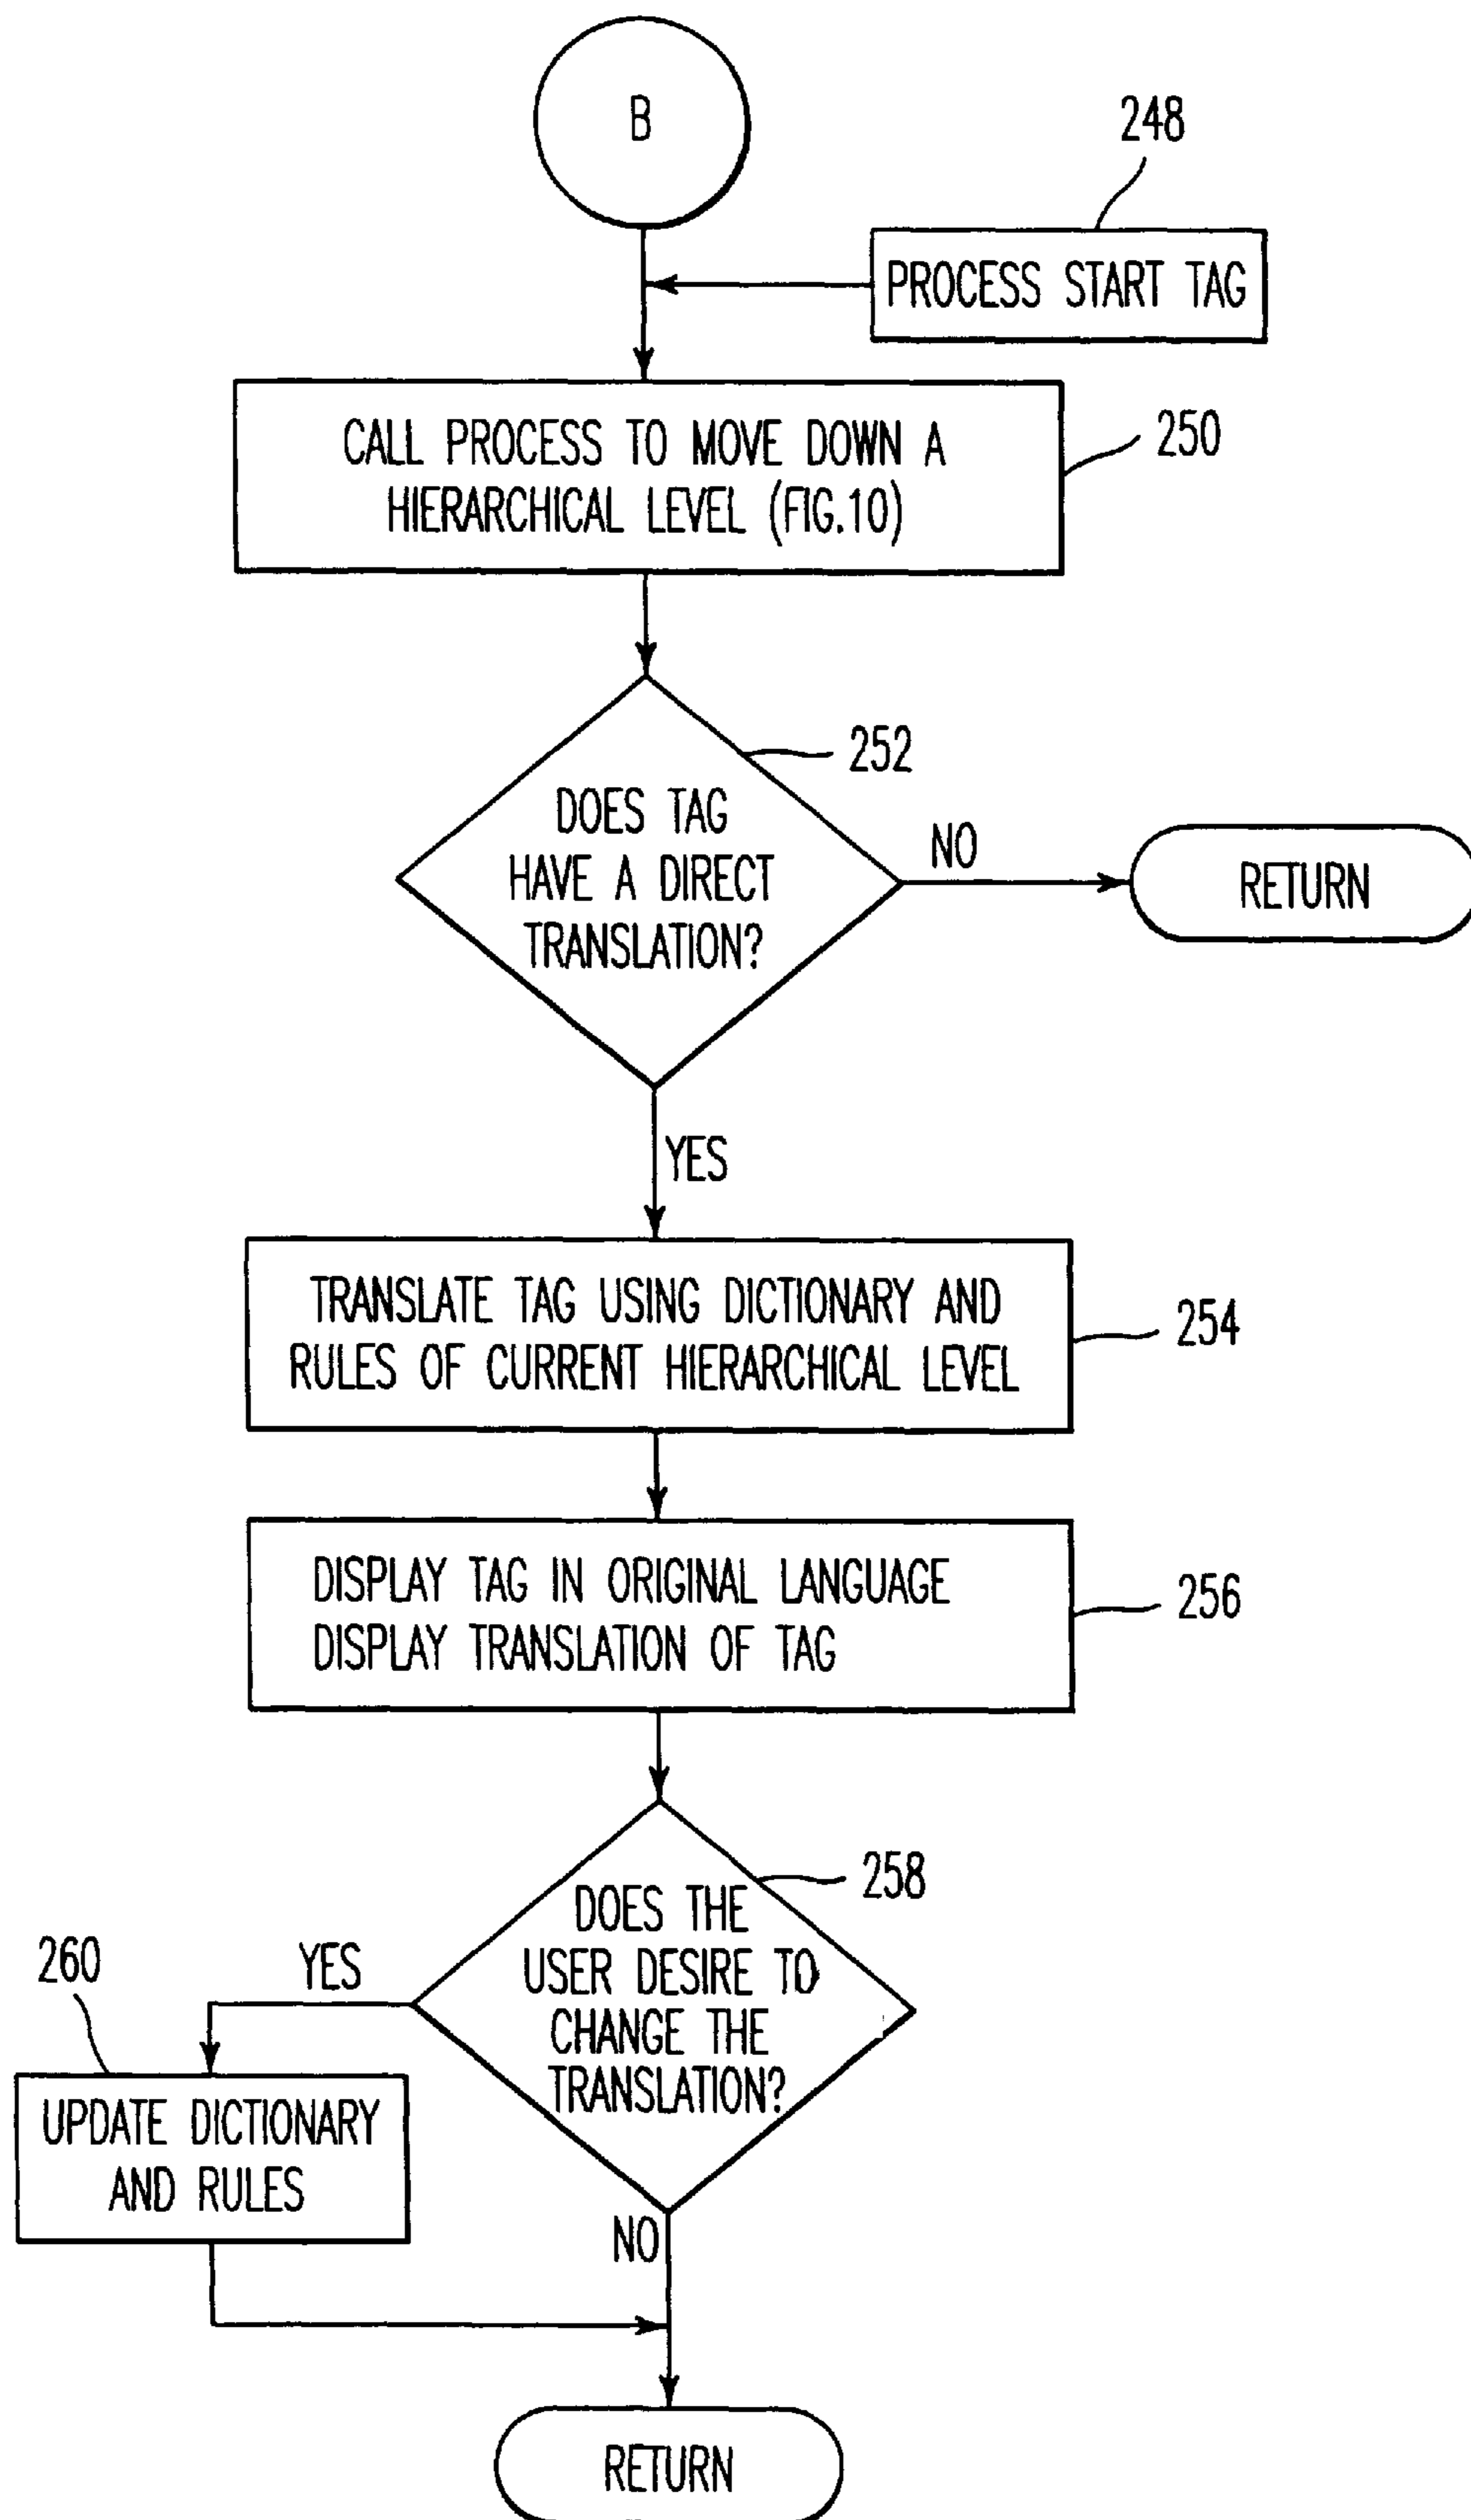 B
248
PROCESS START TAG
CALL PROCESS TO MOVE DOWN A
HIERARCHICAL LEVEL (FIG.10)
250
252
DOES TAG
HAVE A DIRECT
TRANSLATION?
NO
RETURN
YES
TRANSLATE TAG USING DICTIONARY AND
RULES OF CURRENT HIERARCHICAL LEVEL
254
DISPLAY TAG IN ORIGINAL LANGUAGE
DISPLAY TRANSLATION OF TAG
256
258
DOES THE
USER DESIRE TO
CHANGE THE
TRANSLATION?
YES
260
UPDATE DICTIONARY
AND RULES
NO
RETURN